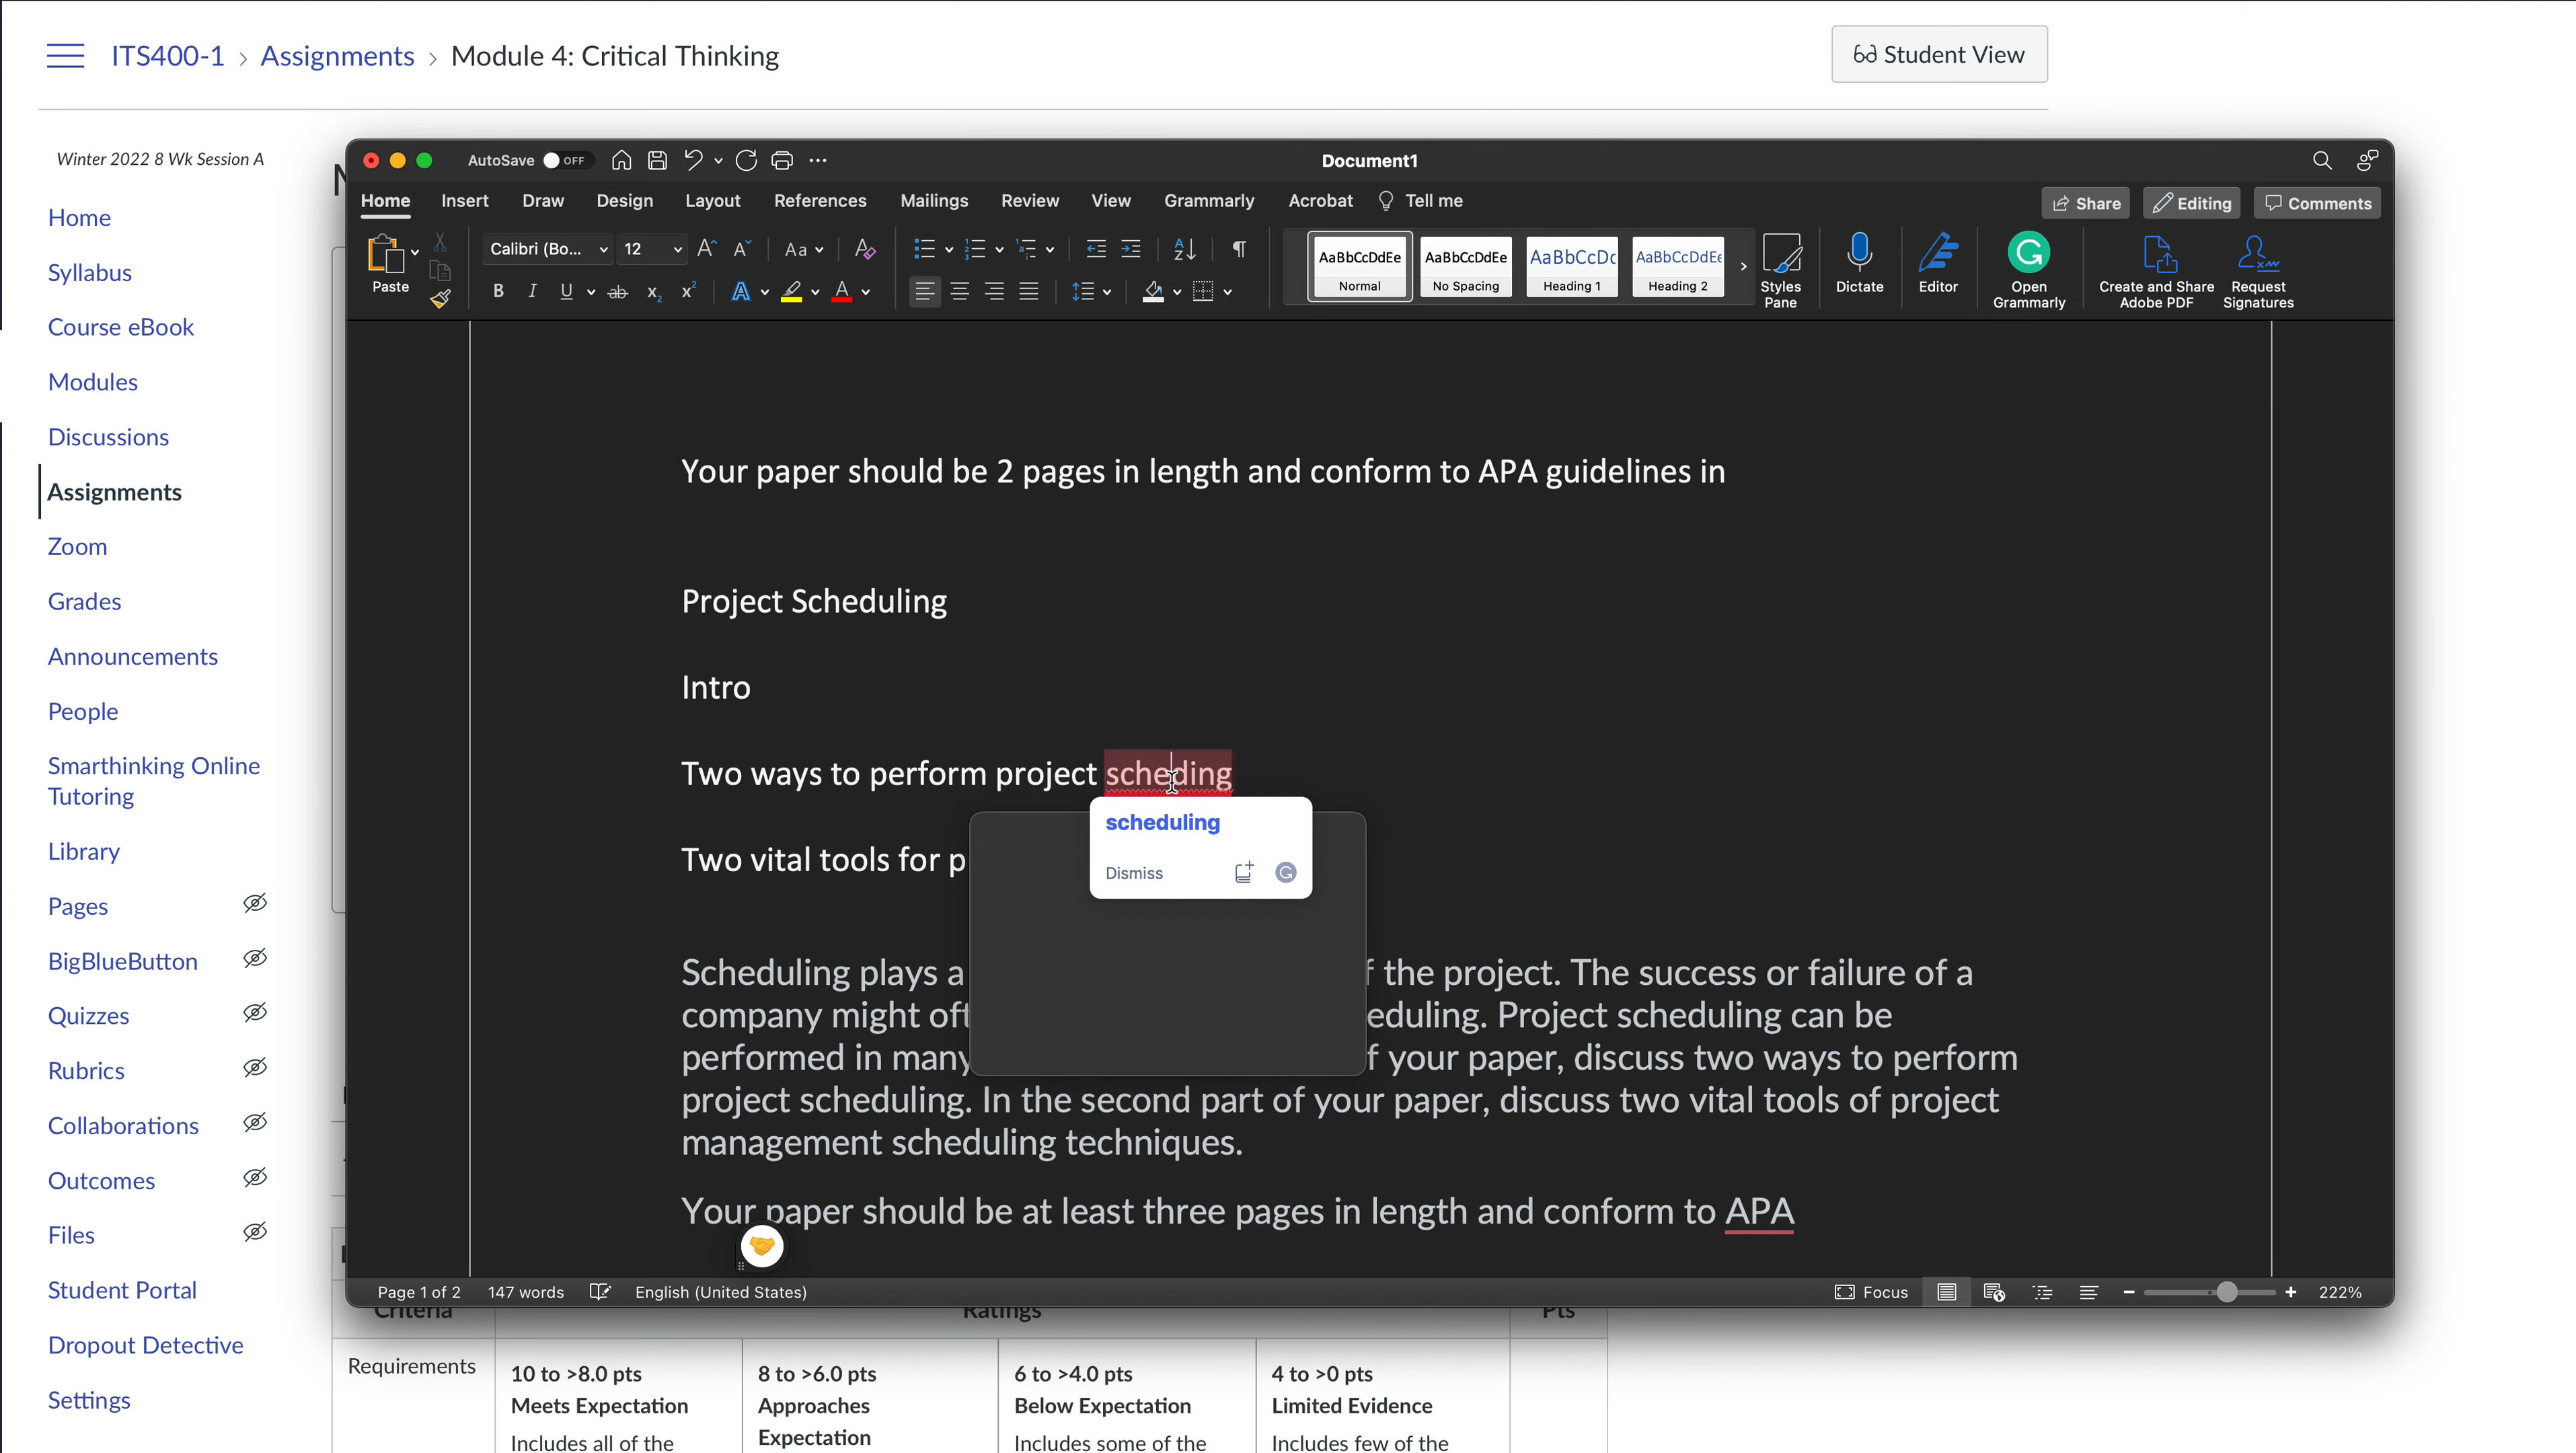 ITS400-1 › Assignments › Module 4: Critical Thinking
Student View
Winter 2022 8 Wk Session A
Home
Syllabus
Course eBook
Modules
Discussions
Assignments
Zoom
Grades
Announcements
People
Smarthinking Online
Tutoring
Library
Pages
BigBlueButton
Quizzes
Rubrics
Collaborations
Outcomes
Files
Student Portal
Dropout Detective
Settings
AutoSave OFF
Document1
Home Insert Draw Design Layout References Mailings Review View Grammarly Acrobat Tell me
Share Editing Comments
Paste
Calibri (Bo... 12
AaBbCcDdEe AaBbCcDdEe AaBbCcDc AaBbCcDdEe
Normal No Spacing Heading 1 Heading 2
Styles
Pane
Dictate
Editor
Open
Grammarly
Create and Share
Adobe PDF
Request
Signatures
Your paper should be 2 pages in length and conform to APA guidelines in
Project Scheduling
Intro
Two ways to perform project scheding
scheduling
Dismiss
Two vital tools for p
Scheduling plays a f the project. The success or failure of a
company might oft eduling. Project scheduling can be
performed in many f your paper, discuss two ways to perform
project scheduling. In the second part of your paper, discuss two vital tools of project
management scheduling techniques.
Your paper should be at least three pages in length and conform to APA
Page 1 of 2 147 words English (United States)
Focus 222%
Criteria Ratings Pts
Requirements
10 to >8.0 pts
Meets Expectation
Includes all of the
8 to >6.0 pts
Approaches
Expectation
6 to >4.0 pts
Below Expectation
Includes some of the
4 to >0 pts
Limited Evidence
Includes few of the